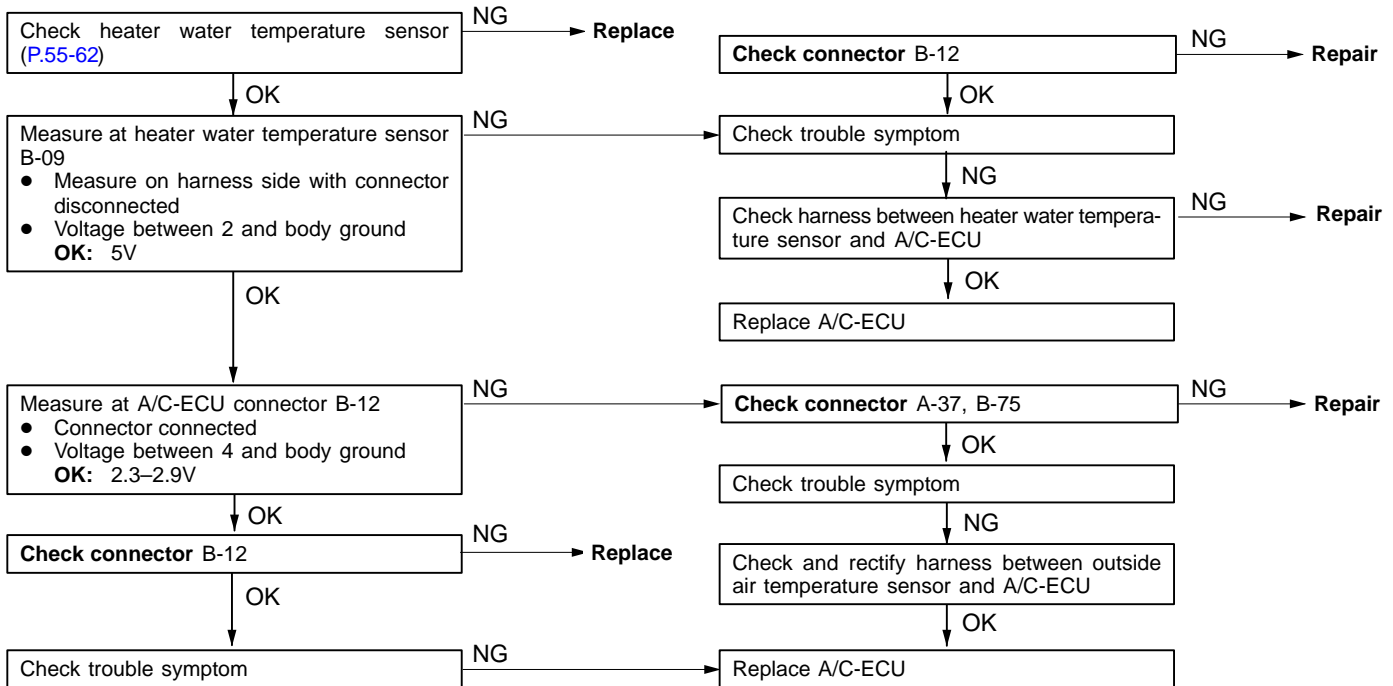 Check heater water temperature sensor
(P.55-62)
NG
Replace
OK
Measure at heater water temperature sensor
B-09
● Measure on harness side with connector
disconnected
● Voltage between 2 and body ground
OK: 5V
NG
OK
Measure at A/C-ECU connector B-12
● Connector connected
● Voltage between 4 and body ground
OK: 2.3–2.9V
NG
OK
Check connector B-12
NG
Replace
OK
Check trouble symptom
NG
Check connector B-12
NG
Repair
OK
Check trouble symptom
NG
Check harness between heater water tempera-
ture sensor and A/C-ECU
NG
Repair
OK
Replace A/C-ECU
Check connector A-37, B-75
NG
Repair
OK
Check trouble symptom
NG
Check and rectify harness between outside
air temperature sensor and A/C-ECU
OK
Replace A/C-ECU